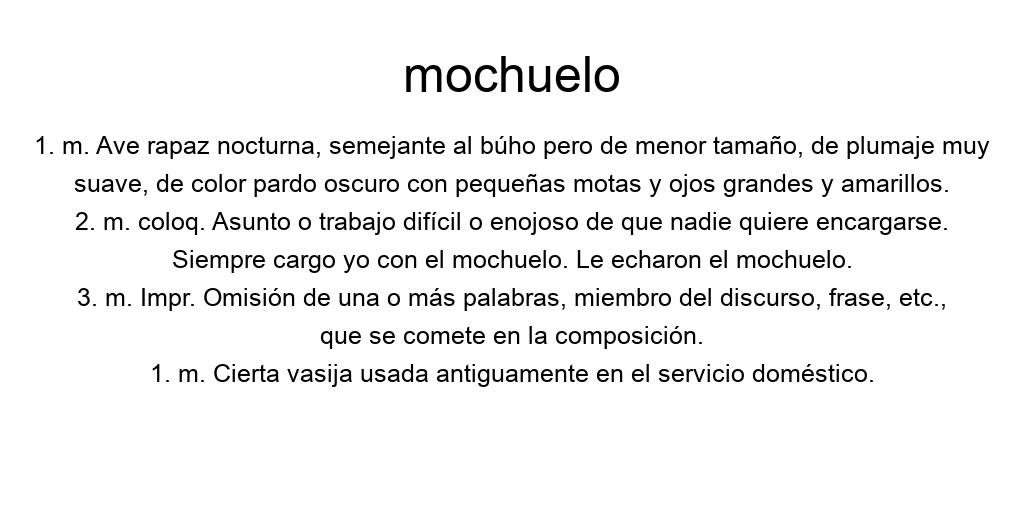 mochuelo
1. m. Ave rapaz nocturna, semejante al búho pero de menor tamaño, de plumaje muy
suave, de color pardo oscuro con pequeñas motas y ojos grandes y amarillos.
2. m. coloq. Asunto o trabajo difícil o enojoso de que nadie quiere encargarse.
Siempre cargo yo con el mochuelo. Le echaron el mochuelo.
3. m. Impr. Omisión de una o más palabras, miembro del discurso, frase, etc.,
que se comete en la composición.
1. m. Cierta vasija usada antiguamente en el servicio doméstico.